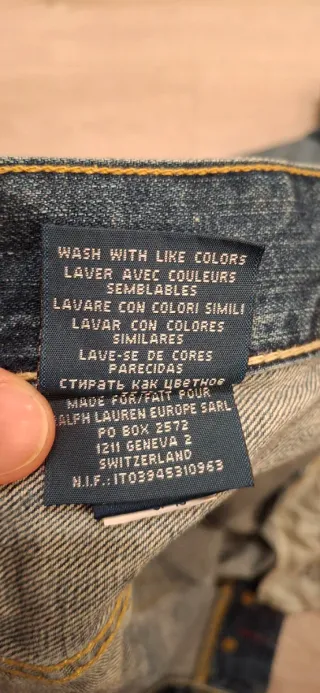 WASH WITH LIKE COLORS
LAVER AVEC COULEURS
SEMBLABLES
LAVARE CON COLORI SIMILI
LAVAR CON COLORES
SIMILARES
LAVE-SE DE CORES
PARECIDAS
СТИРАТЬ КАК ЦВЕТНОЕ
MADE FOR/FAIT POUR
RALPH LAUREN EUROPE SARL
PO BOX 2572
1211 GENEVA 2
SWITZERLAND
N.I.F.: IT03945310963